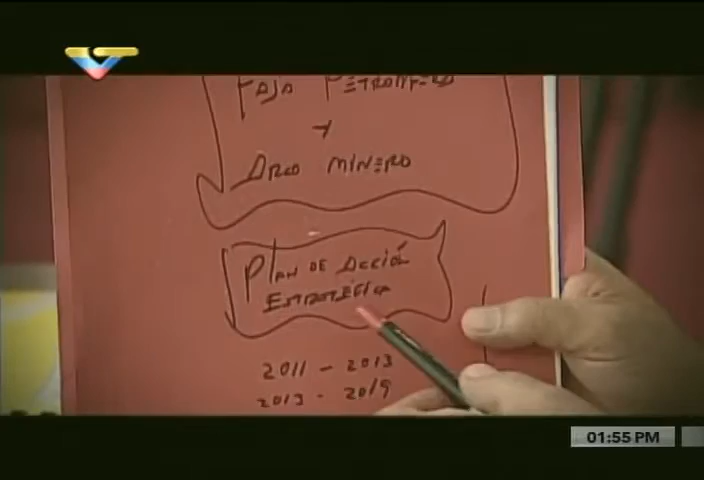 Faja Petrolífera
Y
Arco Minero
Plan de Acción
Estratégica
2011 - 2013
2013 - 2019
01:55 PM